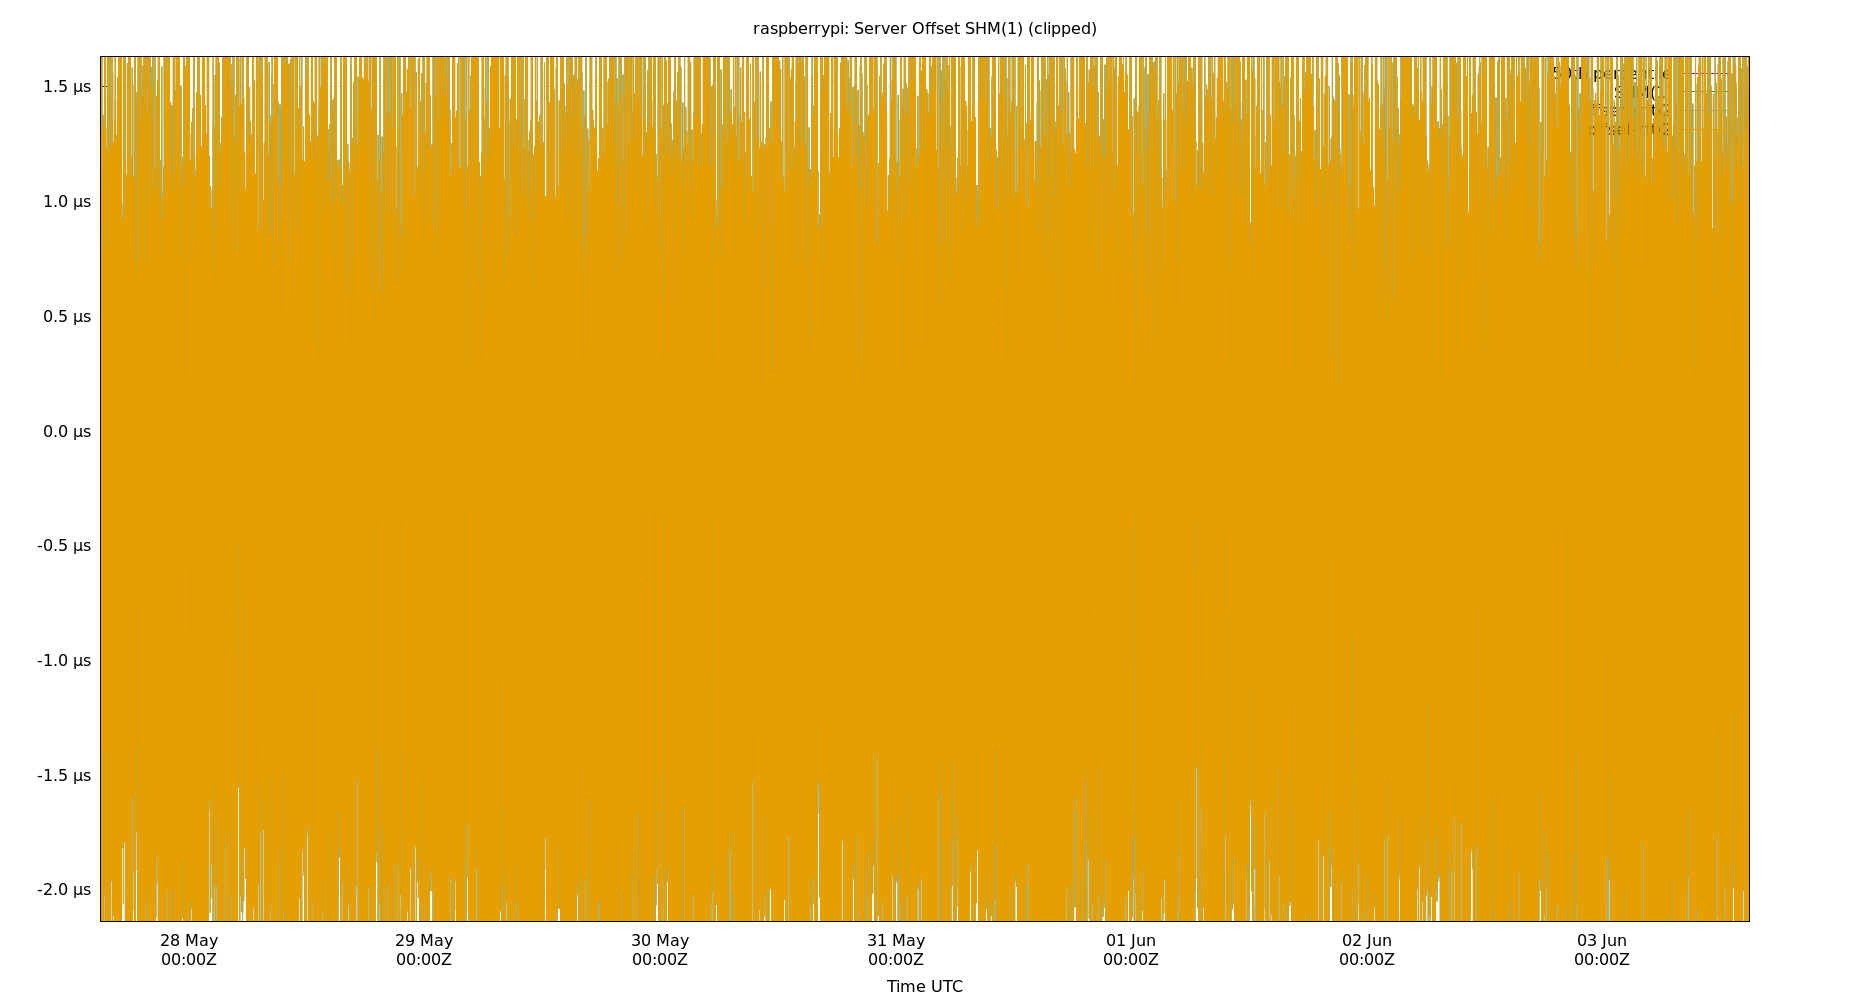 raspberrypi: Server Offset SHM(1) (clipped)
1.5 µs
1.0 µs
0.5 µs
0.0 µs
-0.5 µs
-1.0 µs
-1.5 µs
-2.0 µs
28 May 29 May 30 May 31 May 01 Jun 02 Jun 03 Jun
00:00Z 00:00Z 00:00Z 00:00Z 00:00Z 00:00Z 00:00Z
Time UTC